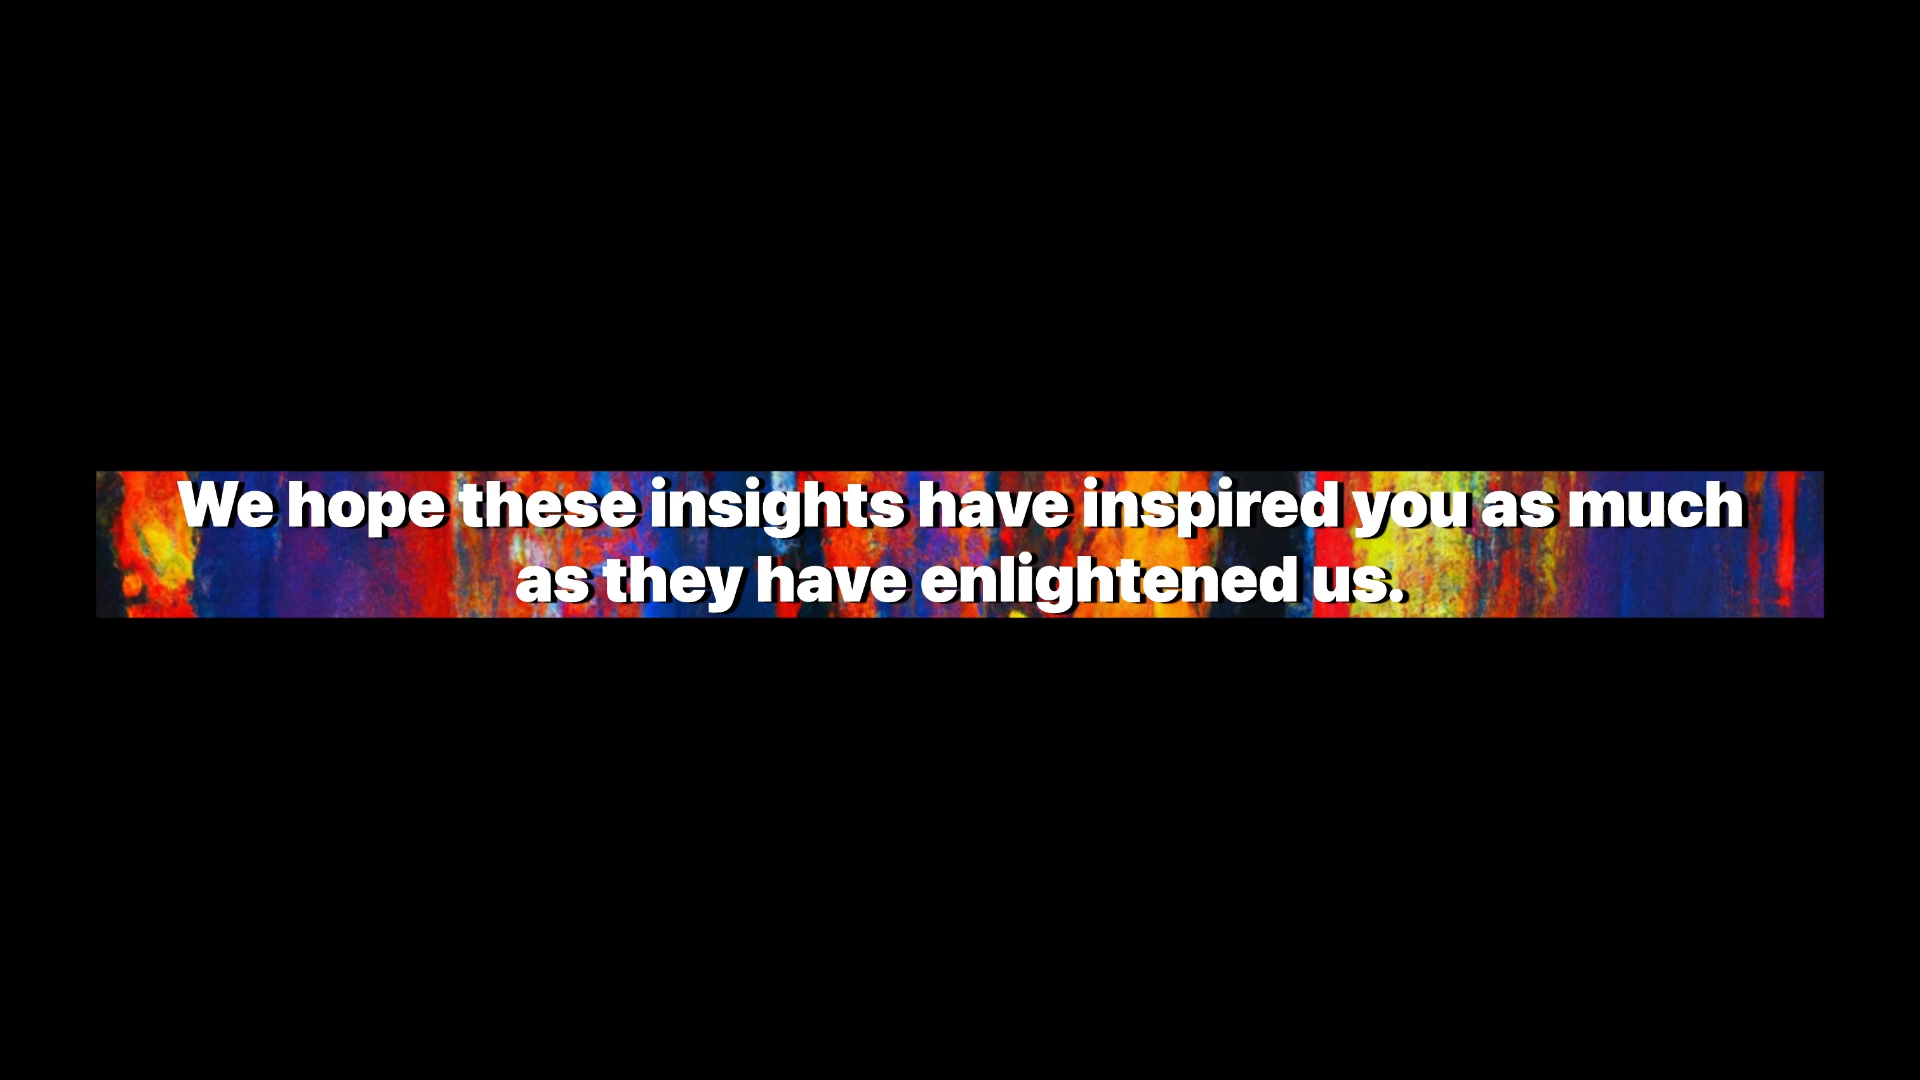 We hope these insights have inspired you as much
as they have enlightened us.